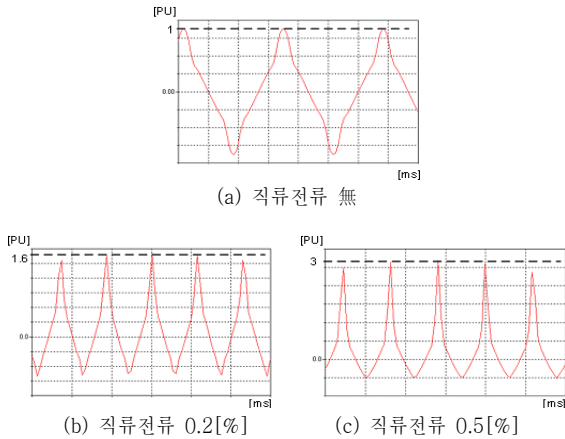 [PU]
1
0.00
[ms]
(a) 직류전류 無
[PU]
1.6
0.0
[ms]
(b) 직류전류 0.2[%]
[PU]
3
0.0
[ms]
(c) 직류전류 0.5[%]